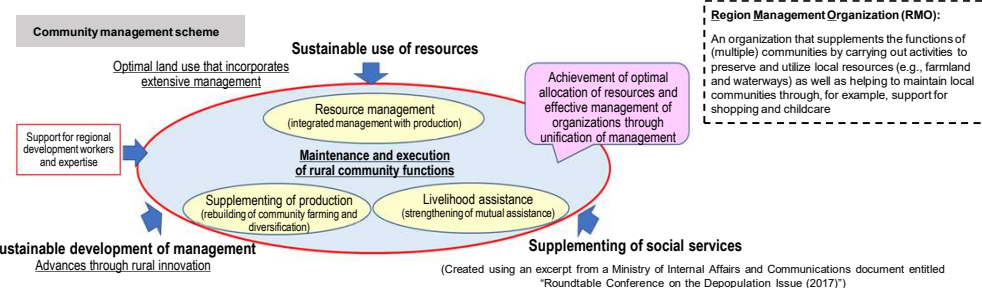 Community management scheme
Region Management Organization (RMO):
An organization that supplements the functions of
(multiple) communities by carrying out activities to
preserve and utilize local resources (e.g., farmland
and waterways) as well as helping to maintain local
communities through, for example, support for
shopping and childcare
Sustainable use of resources
Optimal land use that incorporates
extensive management
Achievement of optimal
allocation of resources and
effective management of
organizations through
unification of management
Resource management
(integrated management with production)
Support for regional
development workers
and expertise
Maintenance and execution
of rural community functions
Supplementing of production
(rebuilding of community farming and
diversification)
Livelihood assistance
(strengthening of mutual assistance)
ustainable development of management
Advances through rural innovation
Supplementing of social services
(Created using an excerpt from a Ministry of Internal Affairs and Communications document entitled
“Roundtable Conference on the Depopulation Issue (2017)”)